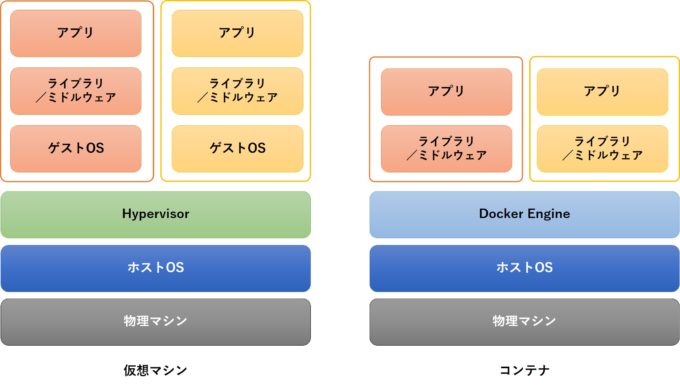 アプリ
アプリ
ライブラリ
／ミドルウェア
ライブラリ
／ミドルウェア
ゲストOS
ゲストOS
Hypervisor
ホストOS
物理マシン
仮想マシン
アプリ
アプリ
ライブラリ
／ミドルウェア
ライブラリ
／ミドルウェア
Docker Engine
ホストOS
物理マシン
コンテナ